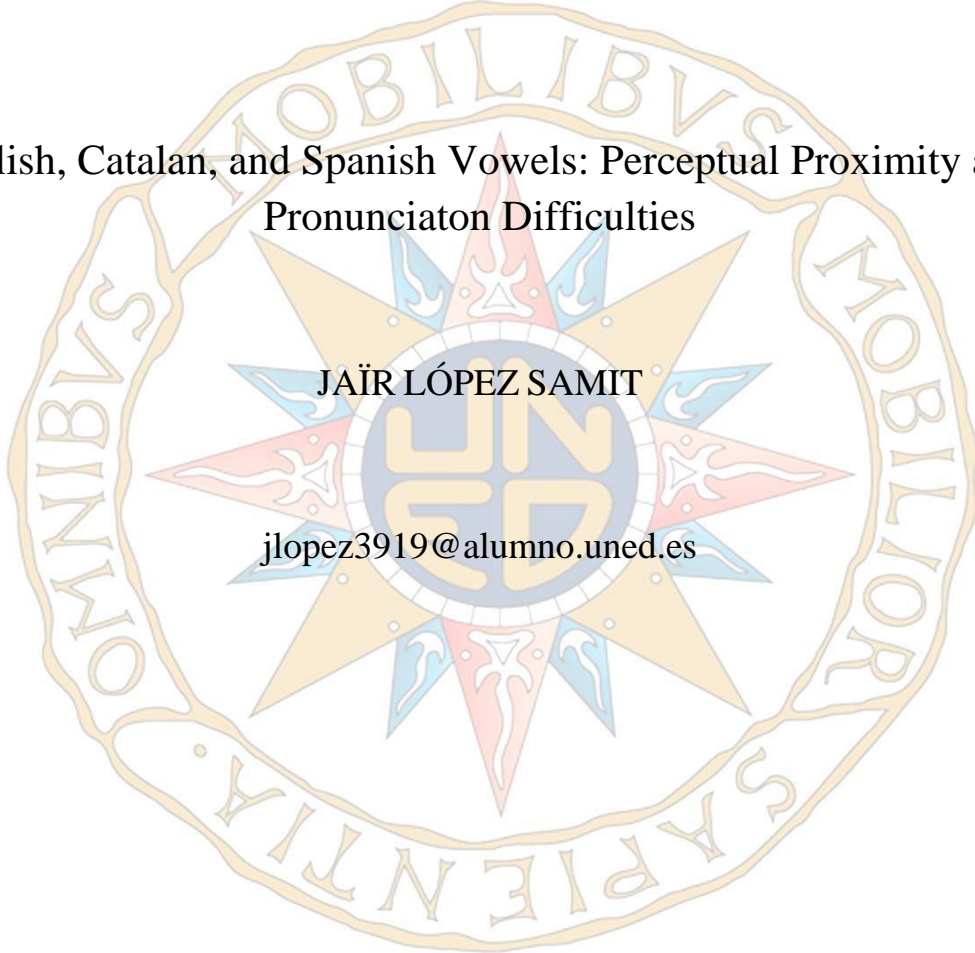 lish, Catalan, and Spanish Vowels: Perceptual Proximity a
Pronunciaton Difficulties
JAÏR LÓPEZ SAMIT
jlopez3919@alumno.uned.es
OMNIBVS MOBILIBVS MOBILIOR SAPIENTIA
UNED